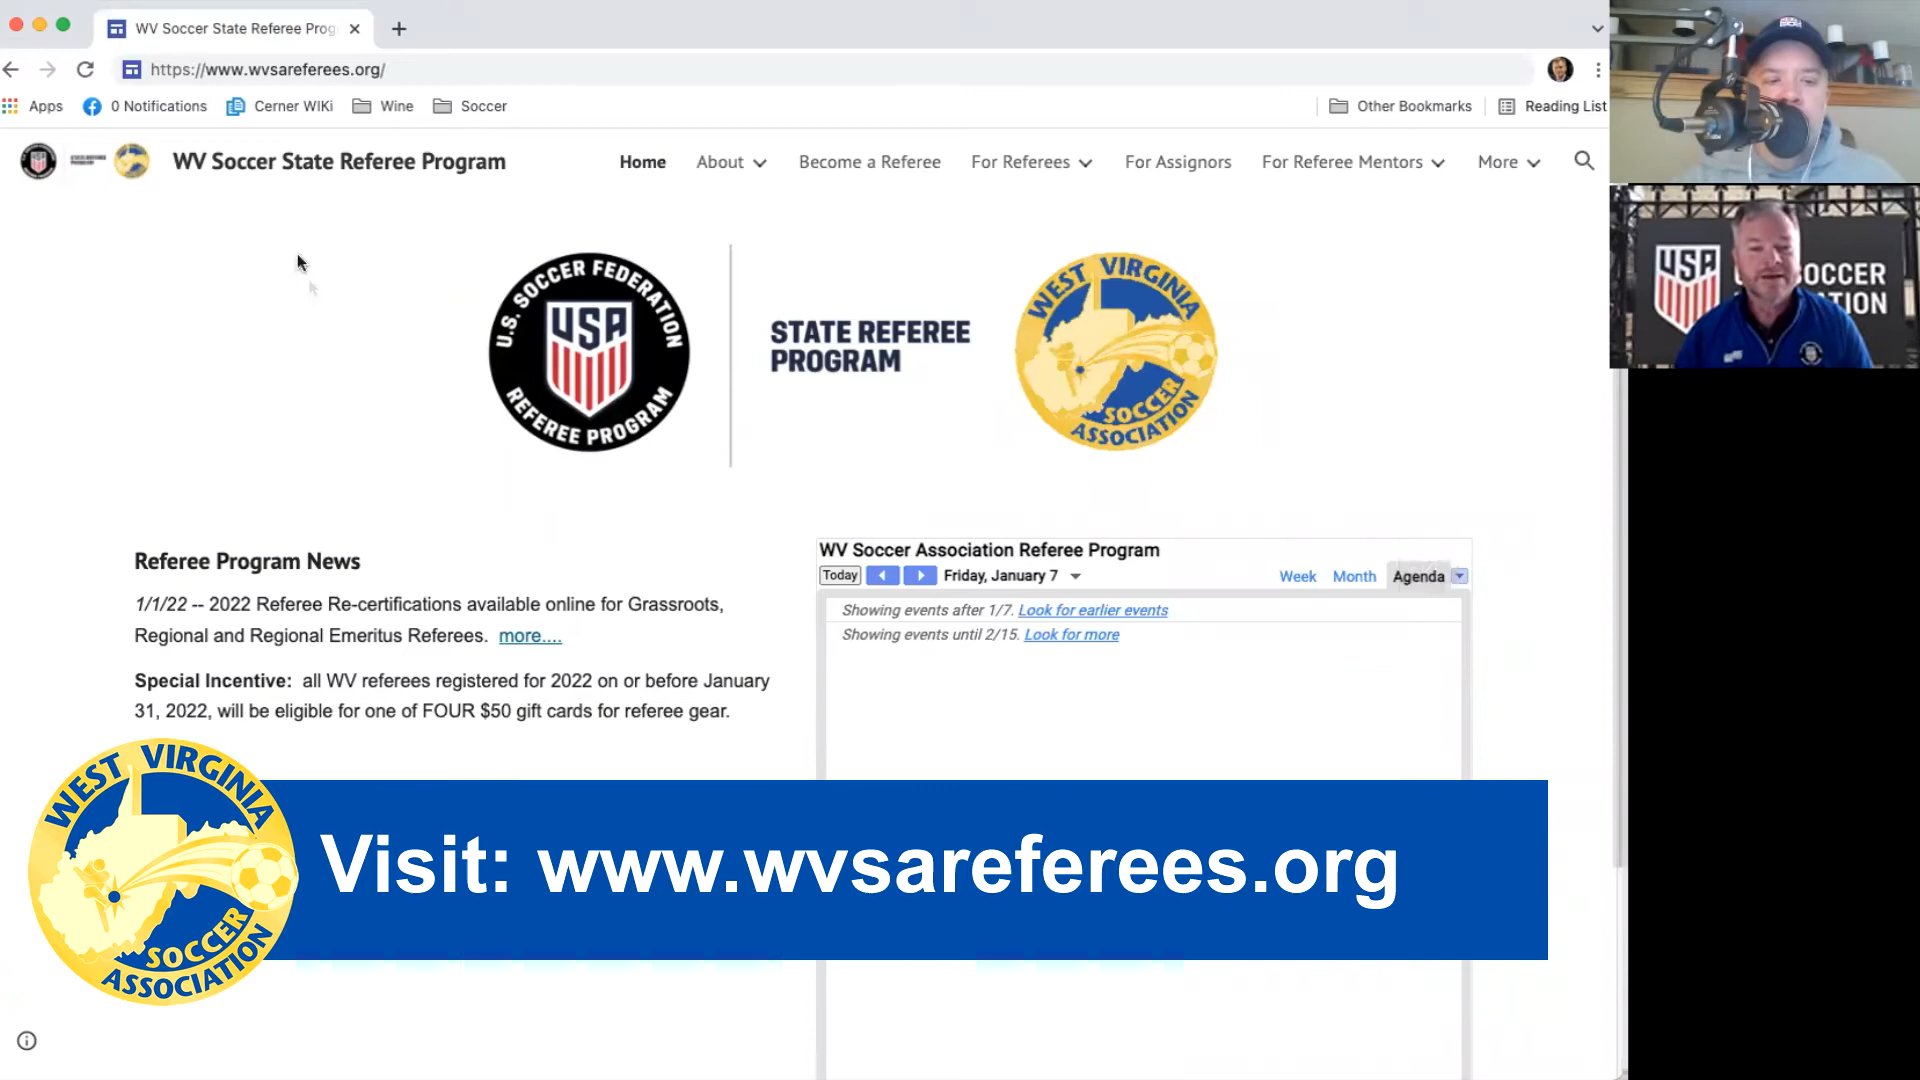 WV Soccer State Referee Prog
https://www.wvsareferees.org/
Apps
0 Notifications
Cerner WIKi
Wine
Soccer
Other Bookmarks
Reading List
WV Soccer State Referee Program
Home
About
Become a Referee
For Referees
For Assignors
For Referee Mentors
More
U.S. SOCCER FEDERATION
USA
REFEREE PROGRAM
STATE REFEREE
PROGRAM
WEST VIRGINIA
SOCCER
ASSOCIATION
USA
OCCER
TION
Referee Program News
1/1/22 -- 2022 Referee Re-certifications available online for Grassroots,
Regional and Regional Emeritus Referees. more....
Special Incentive: all WV referees registered for 2022 on or before January
31, 2022, will be eligible for one of FOUR $50 gift cards for referee gear.
WV Soccer Association Referee Program
Today
Friday, January 7
Week
Month
Agenda
Showing events after 1/7. Look for earlier events
Showing events until 2/15. Look for more
WEST VIRGINIA
SOCCER
ASSOCIATION
Visit: www.wvsareferees.org